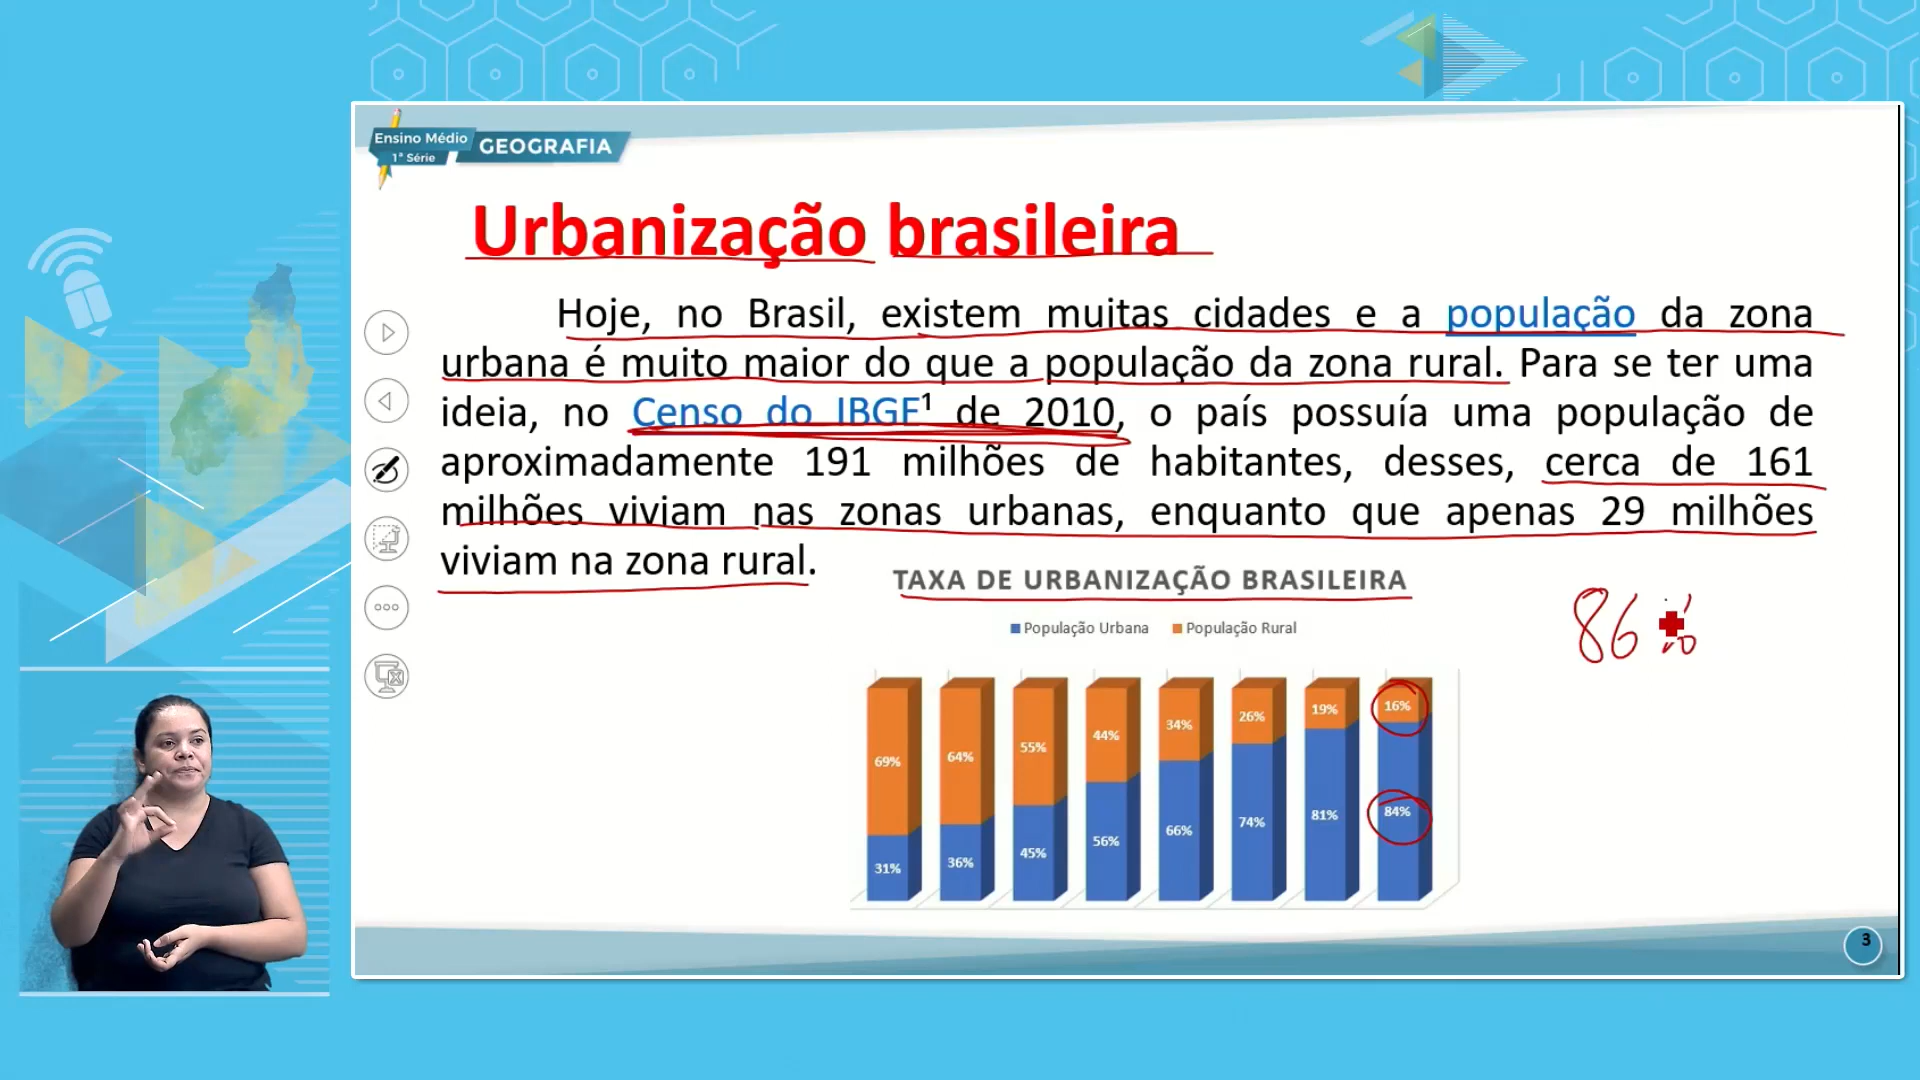 Ensino Médio
1ª Série
GEOGRAFIA
Urbanização brasileira
Hoje, no Brasil, existem muitas cidades e a população da zona
urbana é muito maior do que a população da zona rural. Para se ter uma
ideia, no Censo do IBGE¹ de 2010, o país possuía uma população de
aproximadamente 191 milhões de habitantes, desses, cerca de 161
milhões viviam nas zonas urbanas, enquanto que apenas 29 milhões
viviam na zona rural.
TAXA DE URBANIZAÇÃO BRASILEIRA
População Urbana População Rural
86 %
69% 64% 55% 44% 34% 26% 19% 16%
31% 36% 45% 56% 66% 74% 81% 84%
3